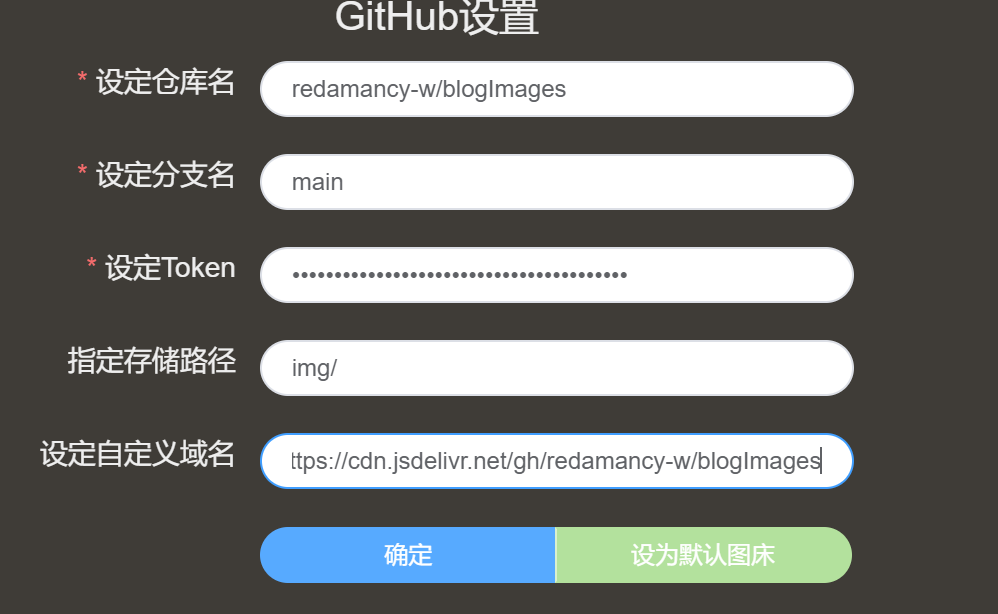 GitHub设置
* 设定仓库名
redamancy-w/blogImages
* 设定分支名
main
* 设定Token
••••••••••••••••••••••••••••••••••••••••
指定存储路径
img/
设定自定义域名
ttps://cdn.jsdelivr.net/gh/redamancy-w/blogImages
确定
设为默认图床